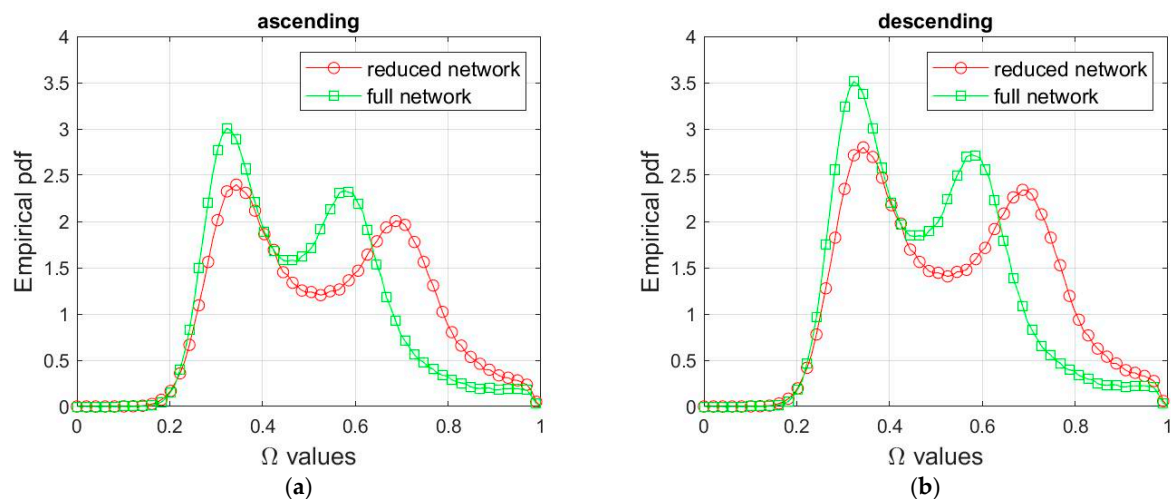 ascending
4
3.5
3
2.5
2
1.5
1
0.5
0
Empirical pdf
reduced network
full network
0 0.2 0.4 0.6 0.8 1
Ω values
(a)
descending
4
3.5
3
2.5
2
1.5
1
0.5
0
Empirical pdf
reduced network
full network
0 0.2 0.4 0.6 0.8 1
Ω values
(b)